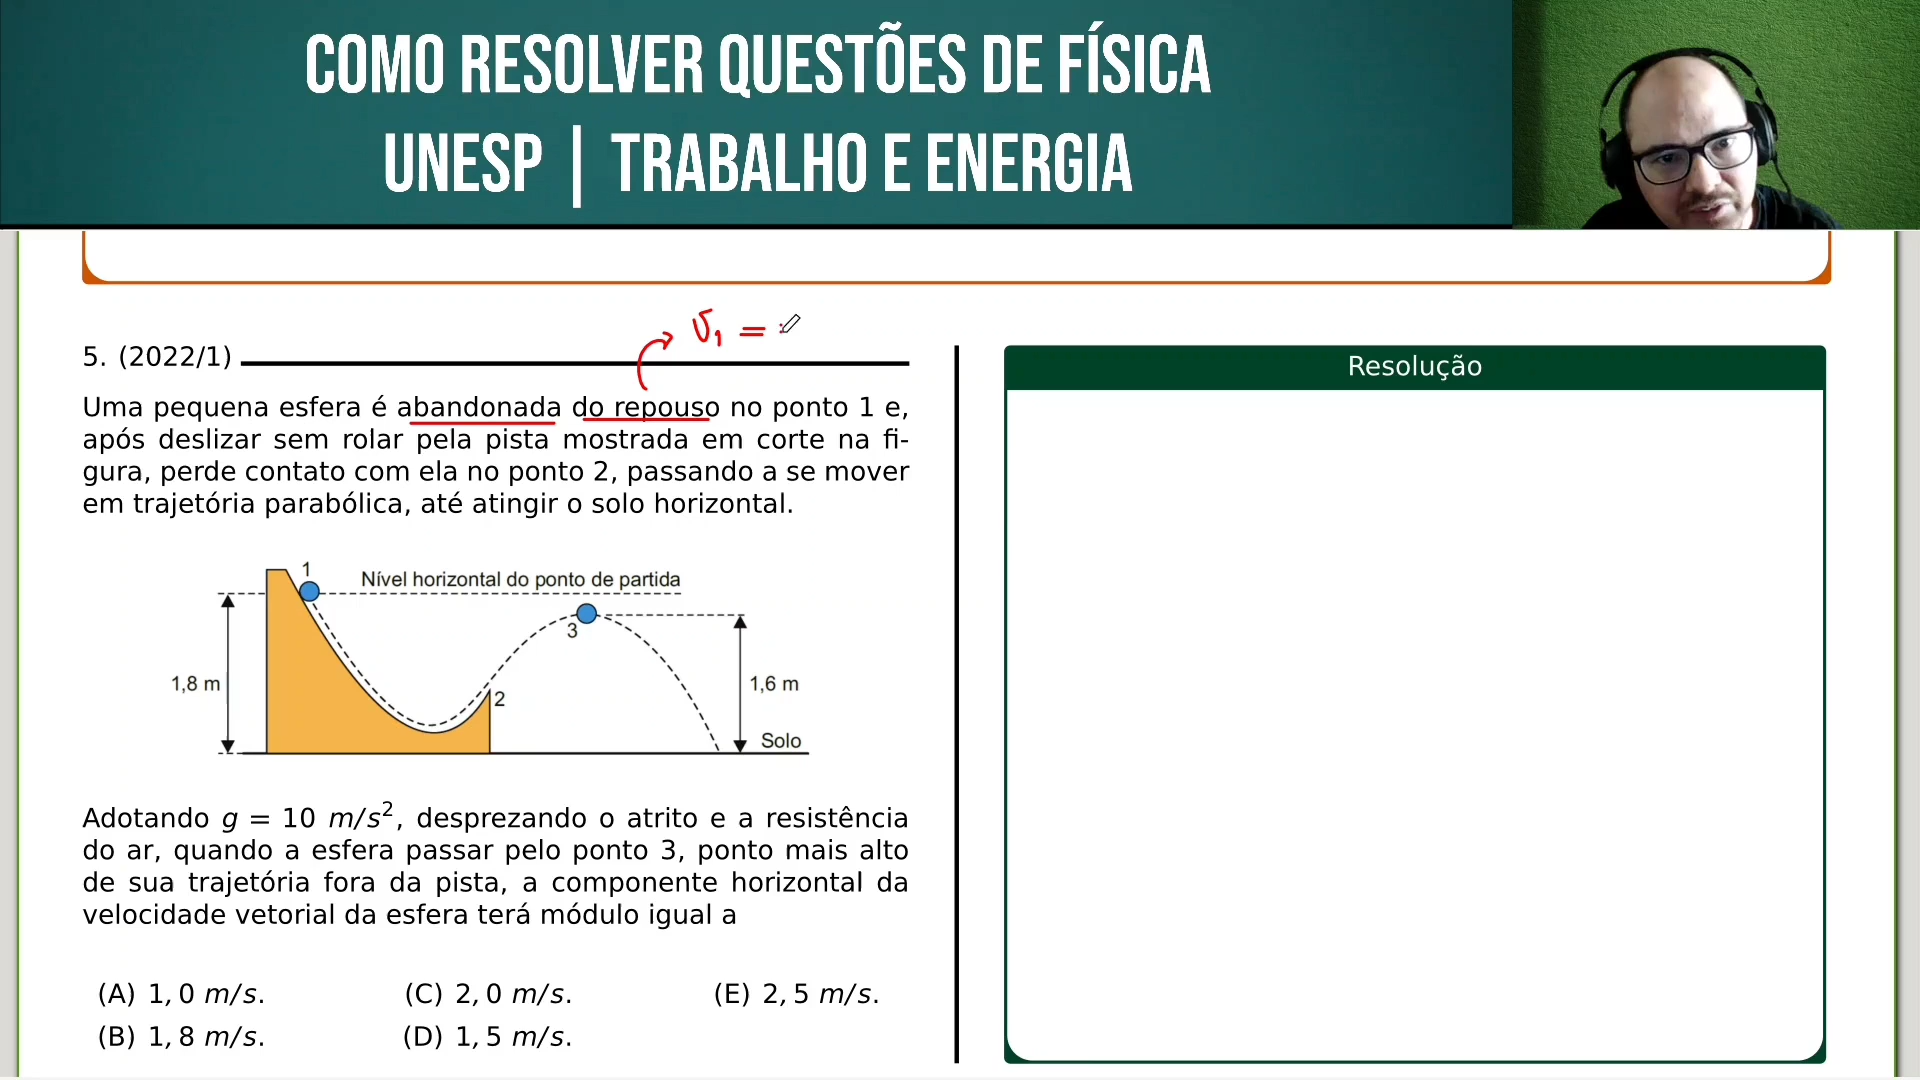 COMO RESOLVER QUESTÕES DE FÍSICA
UNESP | TRABALHO E ENERGIA
v₁ =
5. (2022/1)
Uma pequena esfera é abandonada do repouso no ponto 1 e,
após deslizar sem rolar pela pista mostrada em corte na fi-
gura, perde contato com ela no ponto 2, passando a se mover
em trajetória parabólica, até atingir o solo horizontal.
1
Nível horizontal do ponto de partida
3
1,8 m
2
1,6 m
Solo
Adotando g = 10 m/s², desprezando o atrito e a resistência
do ar, quando a esfera passar pelo ponto 3, ponto mais alto
de sua trajetória fora da pista, a componente horizontal da
velocidade vetorial da esfera terá módulo igual a
(A) 1, 0 m/s. (C) 2, 0 m/s. (E) 2, 5 m/s.
(B) 1, 8 m/s. (D) 1, 5 m/s.
Resolução